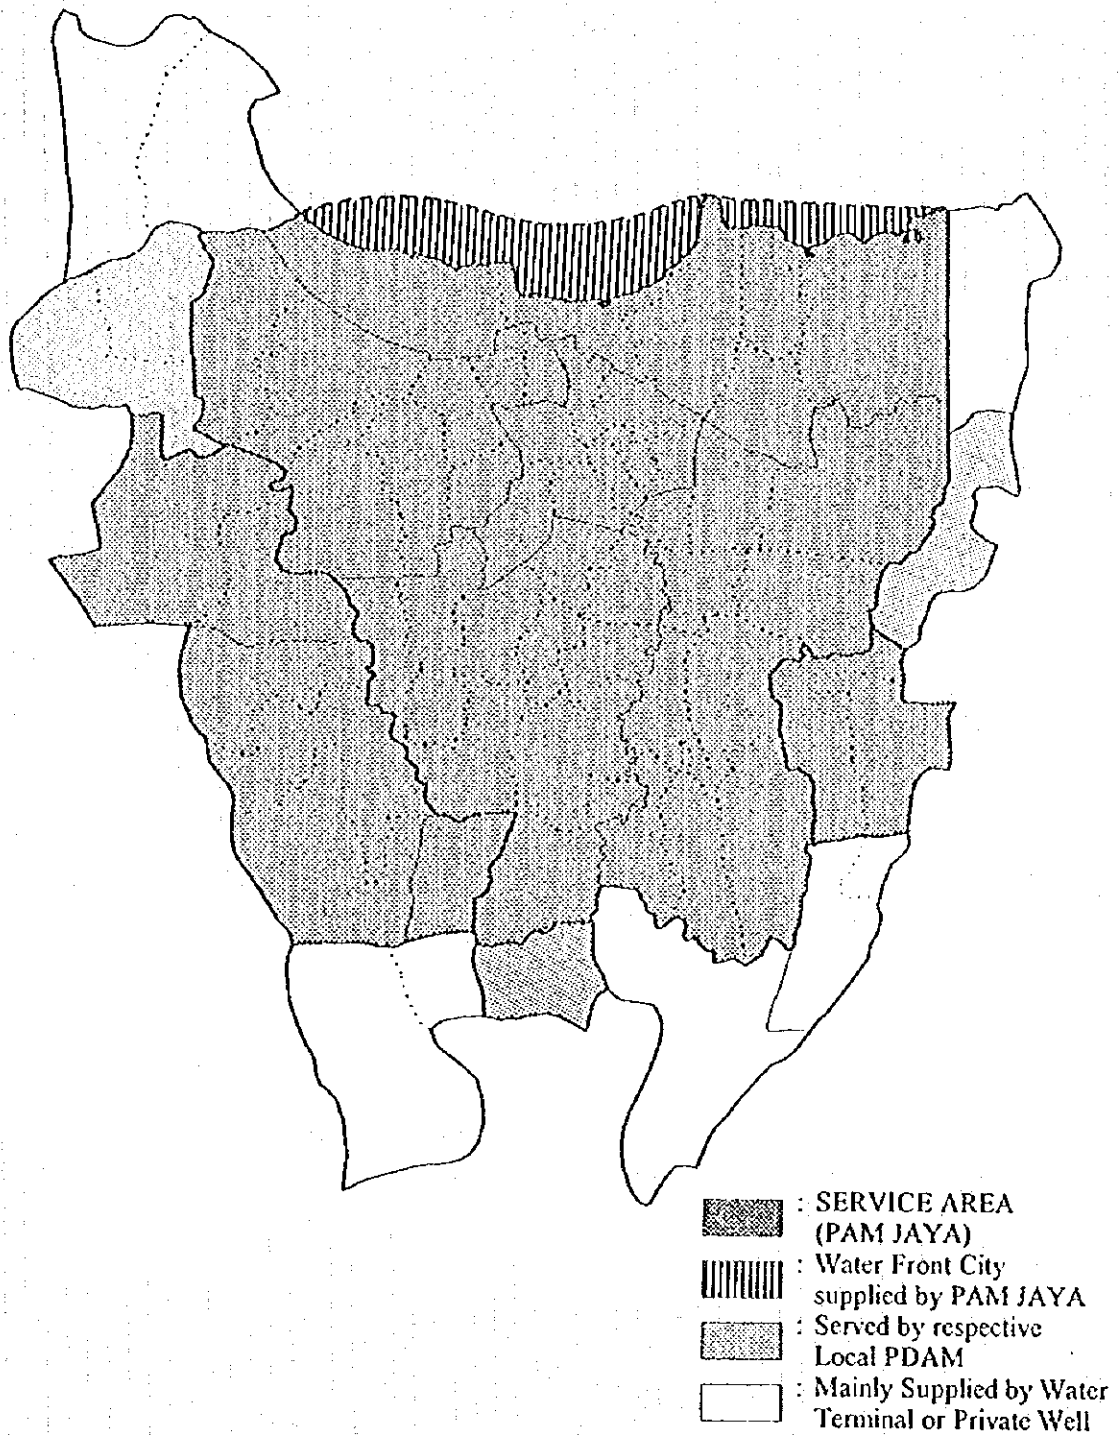 : SERVICE AREA
(PAM JAYA)
: Water Front City
supplied by PAM JAYA
: Served by respective
Local PDAM
: Mainly Supplied by Water
Terminal or Private Well